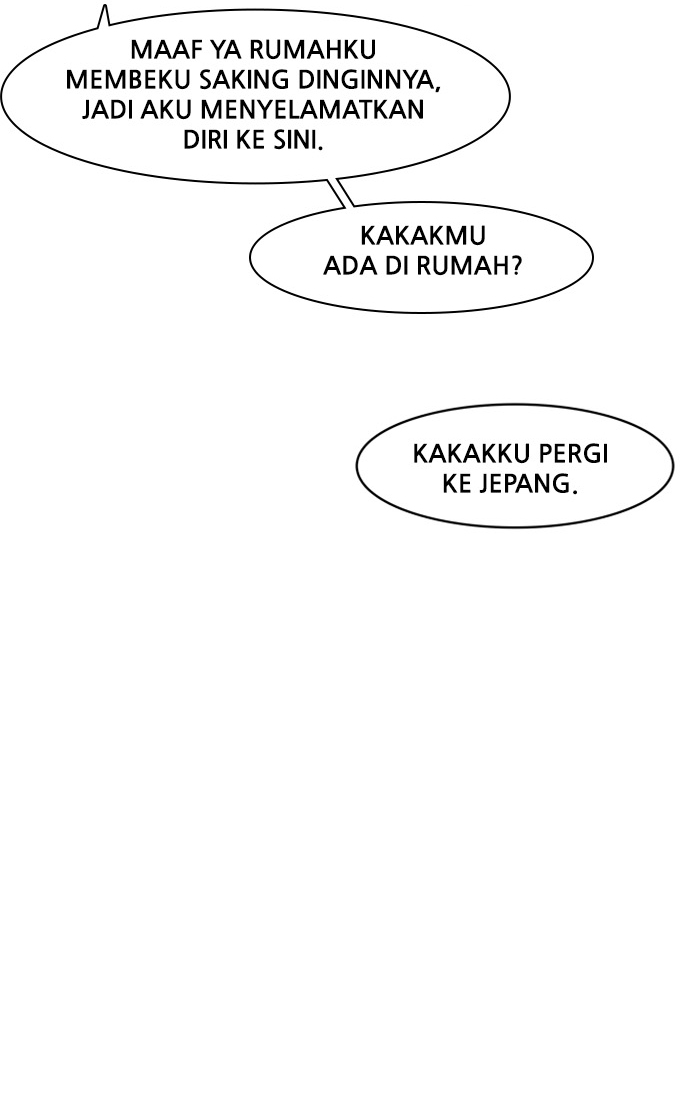 MAAF YA RUMAHKU
MEMBEKU SAKING DINGINNYA,
JADI AKU MENYELAMATKAN
DIRI KE SINI.
KAKAKMU
ADA DI RUMAH?
KAKAKKU PERGI
KE JEPANG.